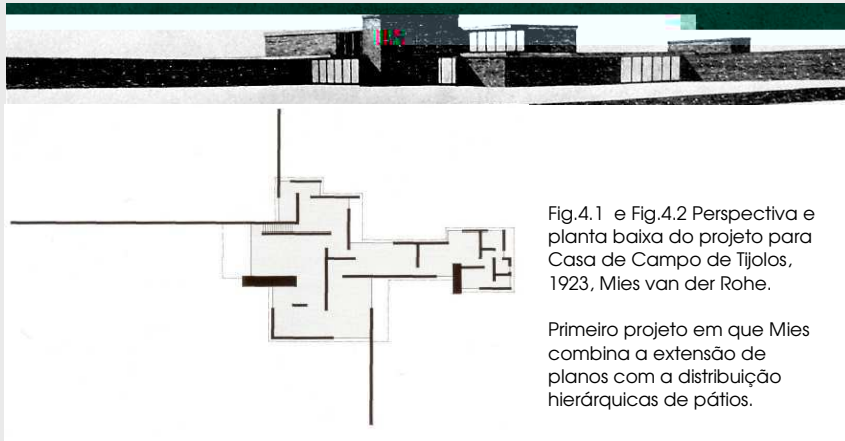 Fig.4.1 e Fig.4.2 Perspectiva e
planta baixa do projeto para
Casa de Campo de Tijolos,
1923, Mies van der Rohe.
Primeiro projeto em que Mies
combina a extensão de
planos com a distribuição
hierárquicas de pátios.